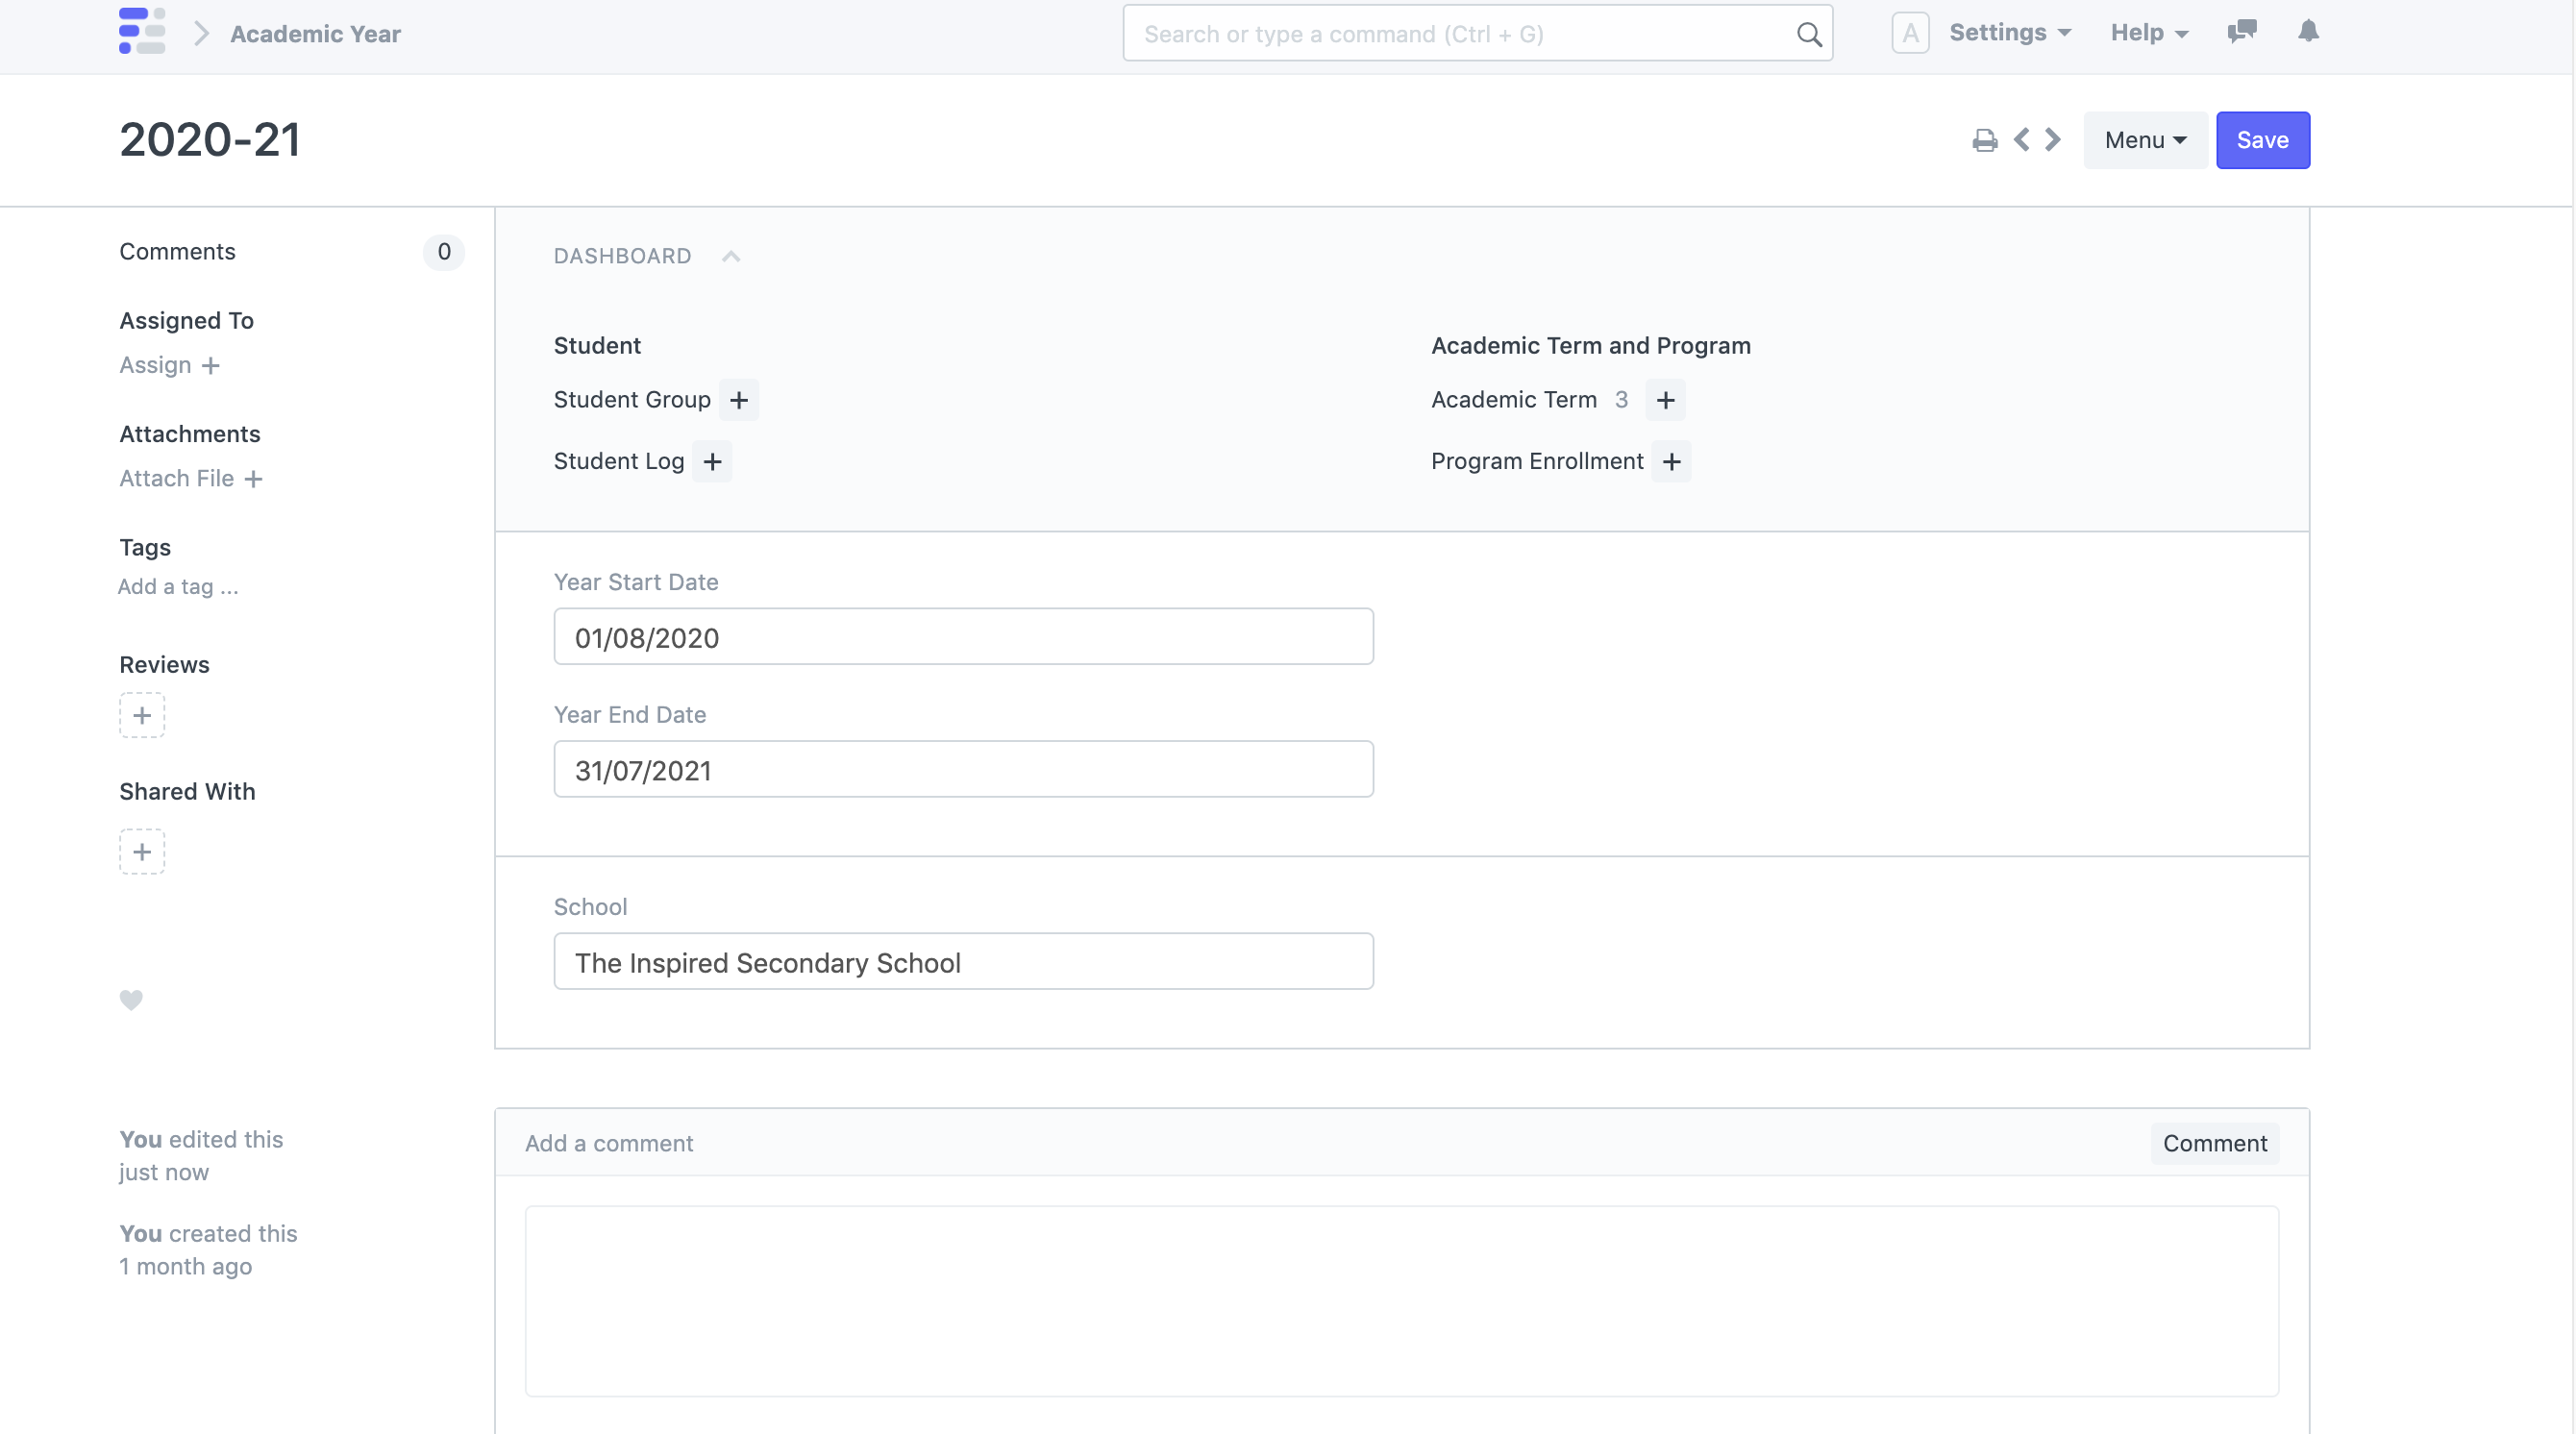 Academic Year
Search or type a command (Ctrl + G)
A
Settings
Help
2020-21
Menu
Save
Comments
0
Assigned To
Assign +
Attachments
Attach File +
Tags
Add a tag ...
Reviews
+
Shared With
+
You edited this
just now
You created this
1 month ago
DASHBOARD
Student
Student Group +
Student Log +
Academic Term and Program
Academic Term 3 +
Program Enrollment +
Year Start Date
01/08/2020
Year End Date
31/07/2021
School
The Inspired Secondary School
Add a comment
Comment